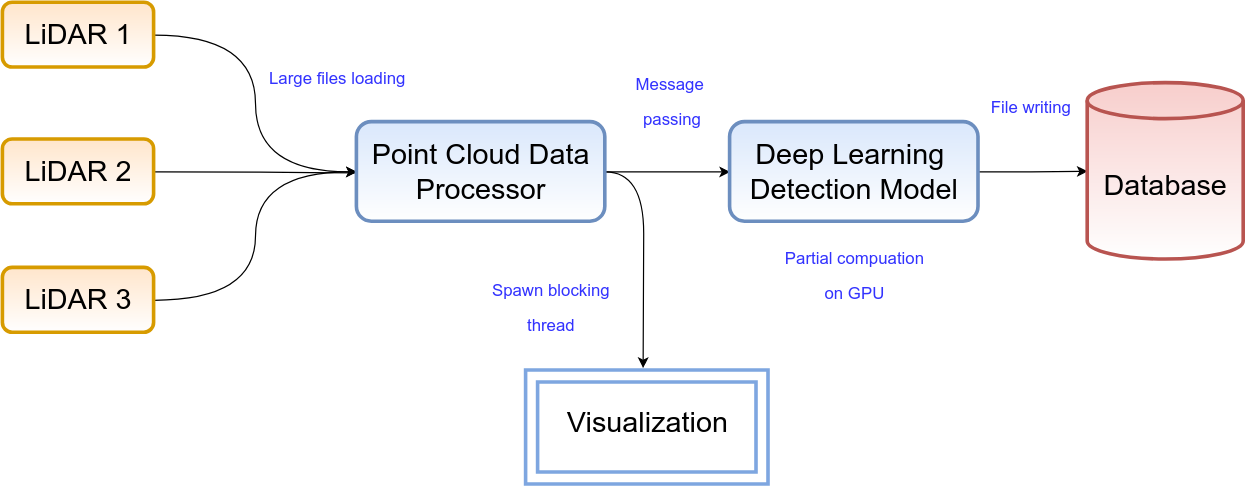 LiDAR 1
LiDAR 2
LiDAR 3
Large files loading
Point Cloud Data
Processor
Message
passing
Deep Learning
Detection Model
File writing
Database
Partial compuation
on GPU
Spawn blocking
thread
Visualization